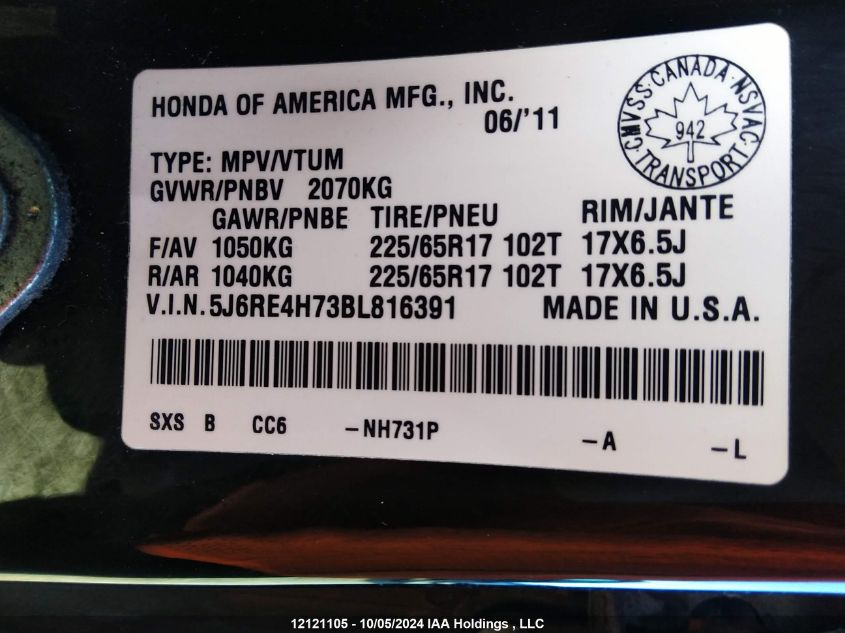 HONDA OF AMERICA MFG., INC.
06/'11
CMVSS·CANADA·NSVAC
942
·TRANSPORT·
TYPE: MPV/VTUM
GVWR/PNBV 2070KG
GAWR/PNBE TIRE/PNEU RIM/JANTE
F/AV 1050KG 225/65R17 102T 17X6.5J
R/AR 1040KG 225/65R17 102T 17X6.5J
V.I.N. 5J6RE4H73BL816391 MADE IN U.S.A.
SXS B CC6 -NH731P -A -L
12121105 - 10/05/2024 IAA Holdings , LLC